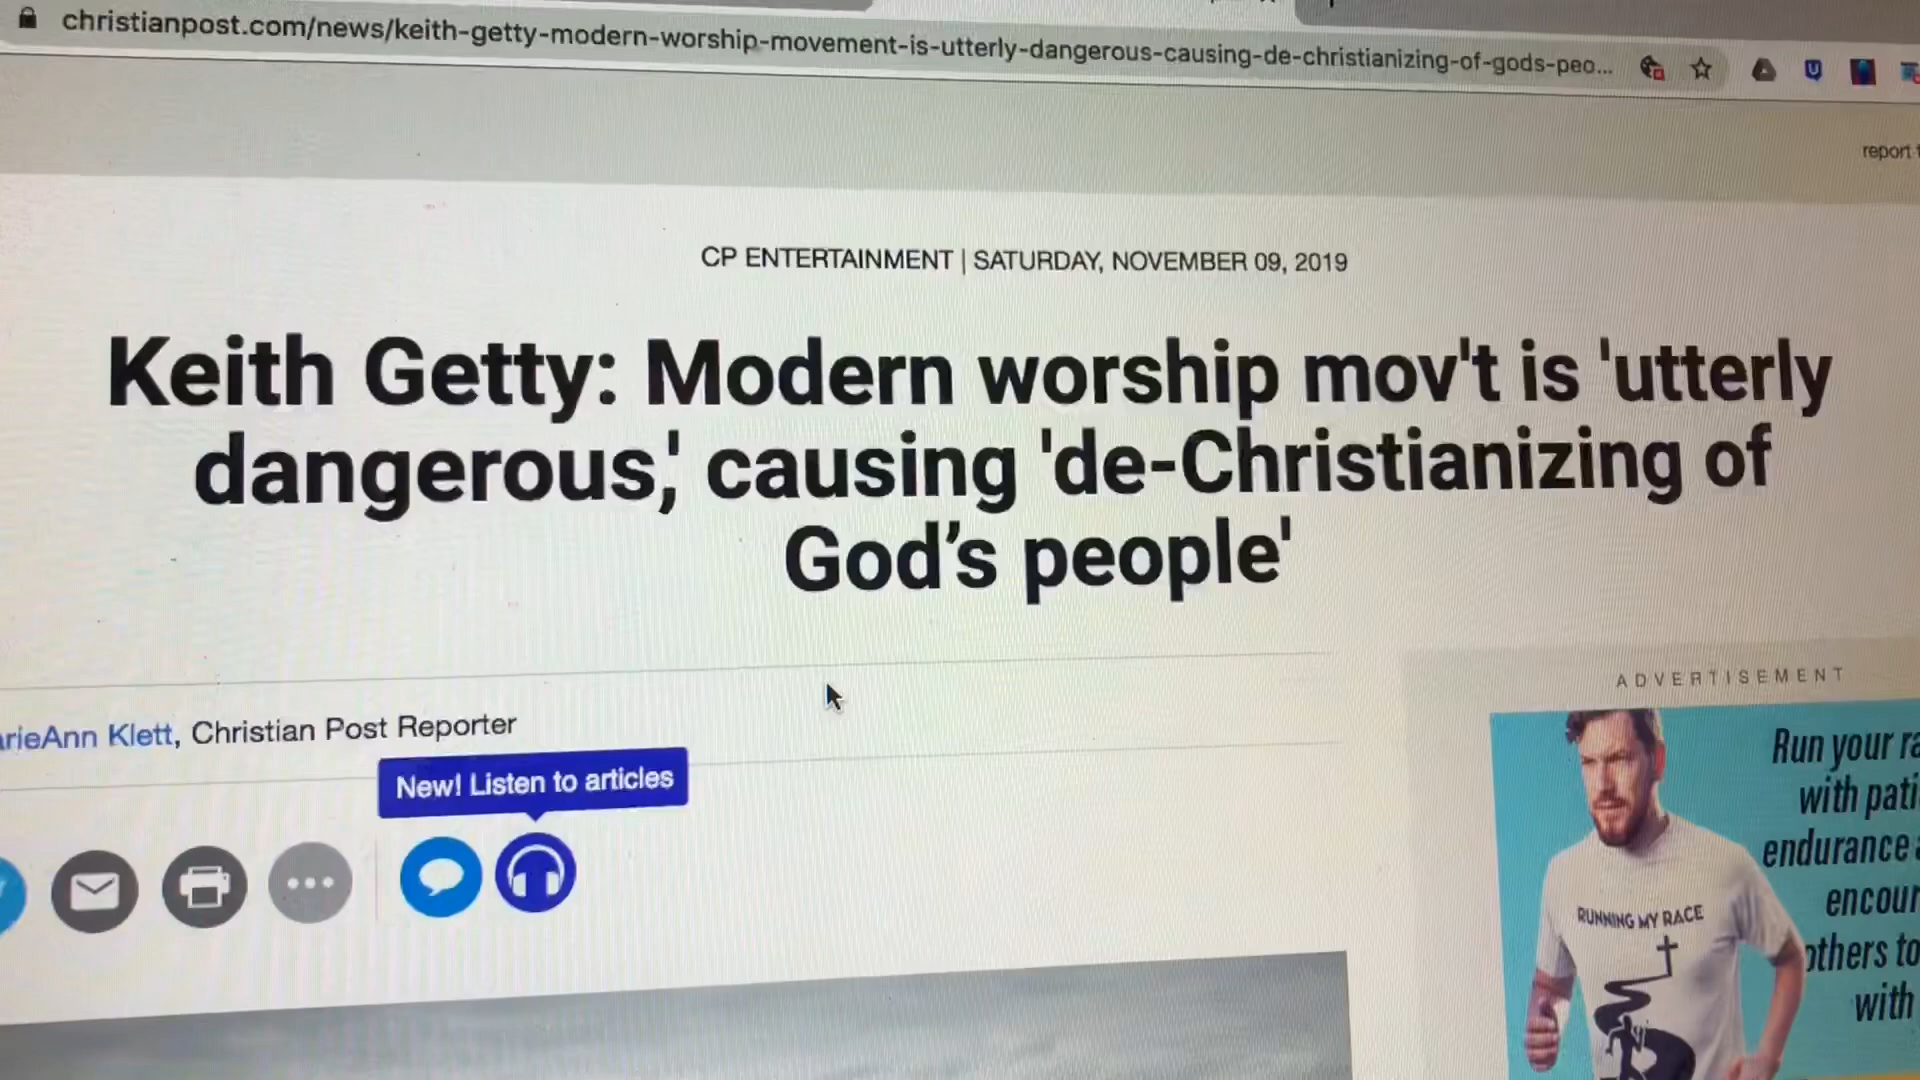 christianpost.com/news/keith-getty-modern-worship-movement-is-utterly-dangerous-causing-de-christianizing-of-gods-peo...
report
CP ENTERTAINMENT | SATURDAY, NOVEMBER 09, 2019
Keith Getty: Modern worship mov't is 'utterly
dangerous,' causing 'de-Christianizing of
God’s people'
arieAnn Klett, Christian Post Reporter
New! Listen to articles
ADVERTISEMENT
Run your ra
with pati
endurance
encour
others to
with
RUNNING MY RACE